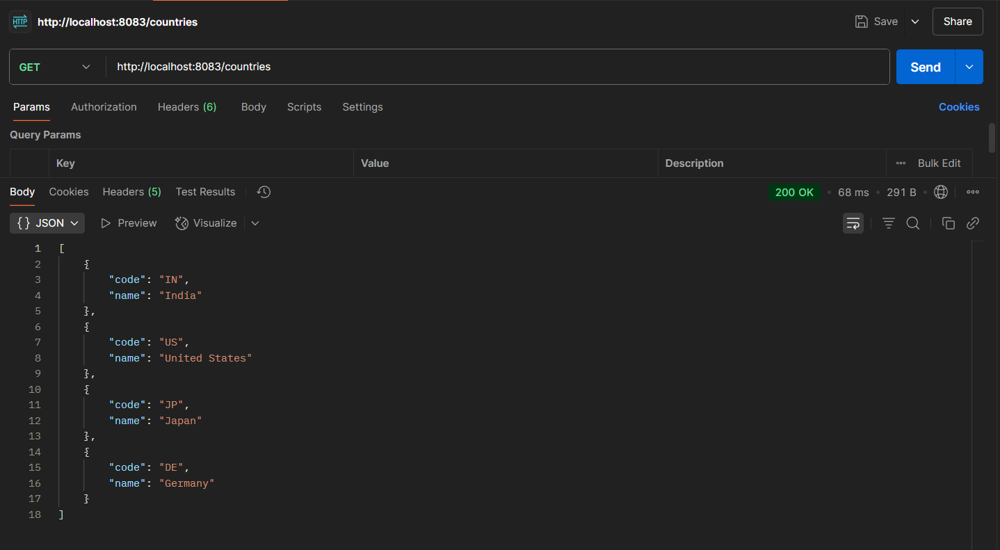 HTTP http://localhost:8083/countries Save Share
GET http://localhost:8083/countries Send
Params Authorization Headers (6) Body Scripts Settings Cookies
Query Params
Key Value Description Bulk Edit
Body Cookies Headers (5) Test Results 200 OK • 68 ms • 291 B •
{} JSON Preview Visualize
1 [
2 {
3 "code": "IN",
4 "name": "India"
5 },
6 {
7 "code": "US",
8 "name": "United States"
9 },
10 {
11 "code": "JP",
12 "name": "Japan"
13 },
14 {
15 "code": "DE",
16 "name": "Germany"
17 }
18 ]